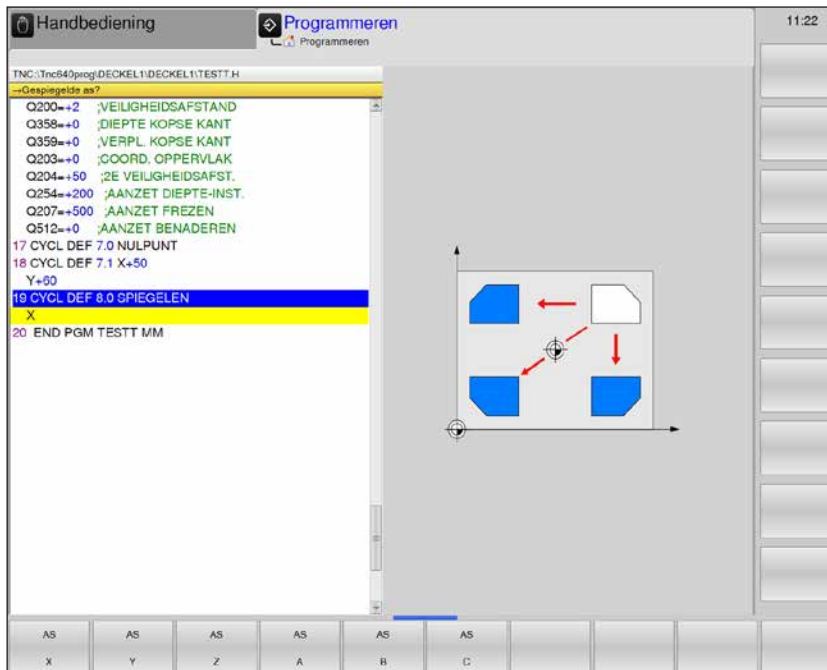 Handbediening
Programmeren
Programmeren
11:22
TNC:\Tnc640prog\DECKEL1\DECKEL1\TESTT.H
→Gespiegelde as?
Q200=+2 ;VEILIGHEIDSAFSTAND
Q358=+0 ;DIEPTE KOPSE KANT
Q359=+0 ;VERPL. KOPSE KANT
Q203=+0 ;COORD. OPPERVLAK
Q204=+50 ;2E VEILIGHEIDSAFST.
Q254=+200 ;AANZET DIEPTE-INST.
Q207=+500 ;AANZET FREZEN
Q512=+0 ;AANZET BENADEREN
17 CYCL DEF 7.0 NULPUNT
18 CYCL DEF 7.1 X+50
Y+60
19 CYCL DEF 8.0 SPIEGELEN
X
20 END PGM TESTT MM
AS AS AS AS AS AS
X Y Z A B C